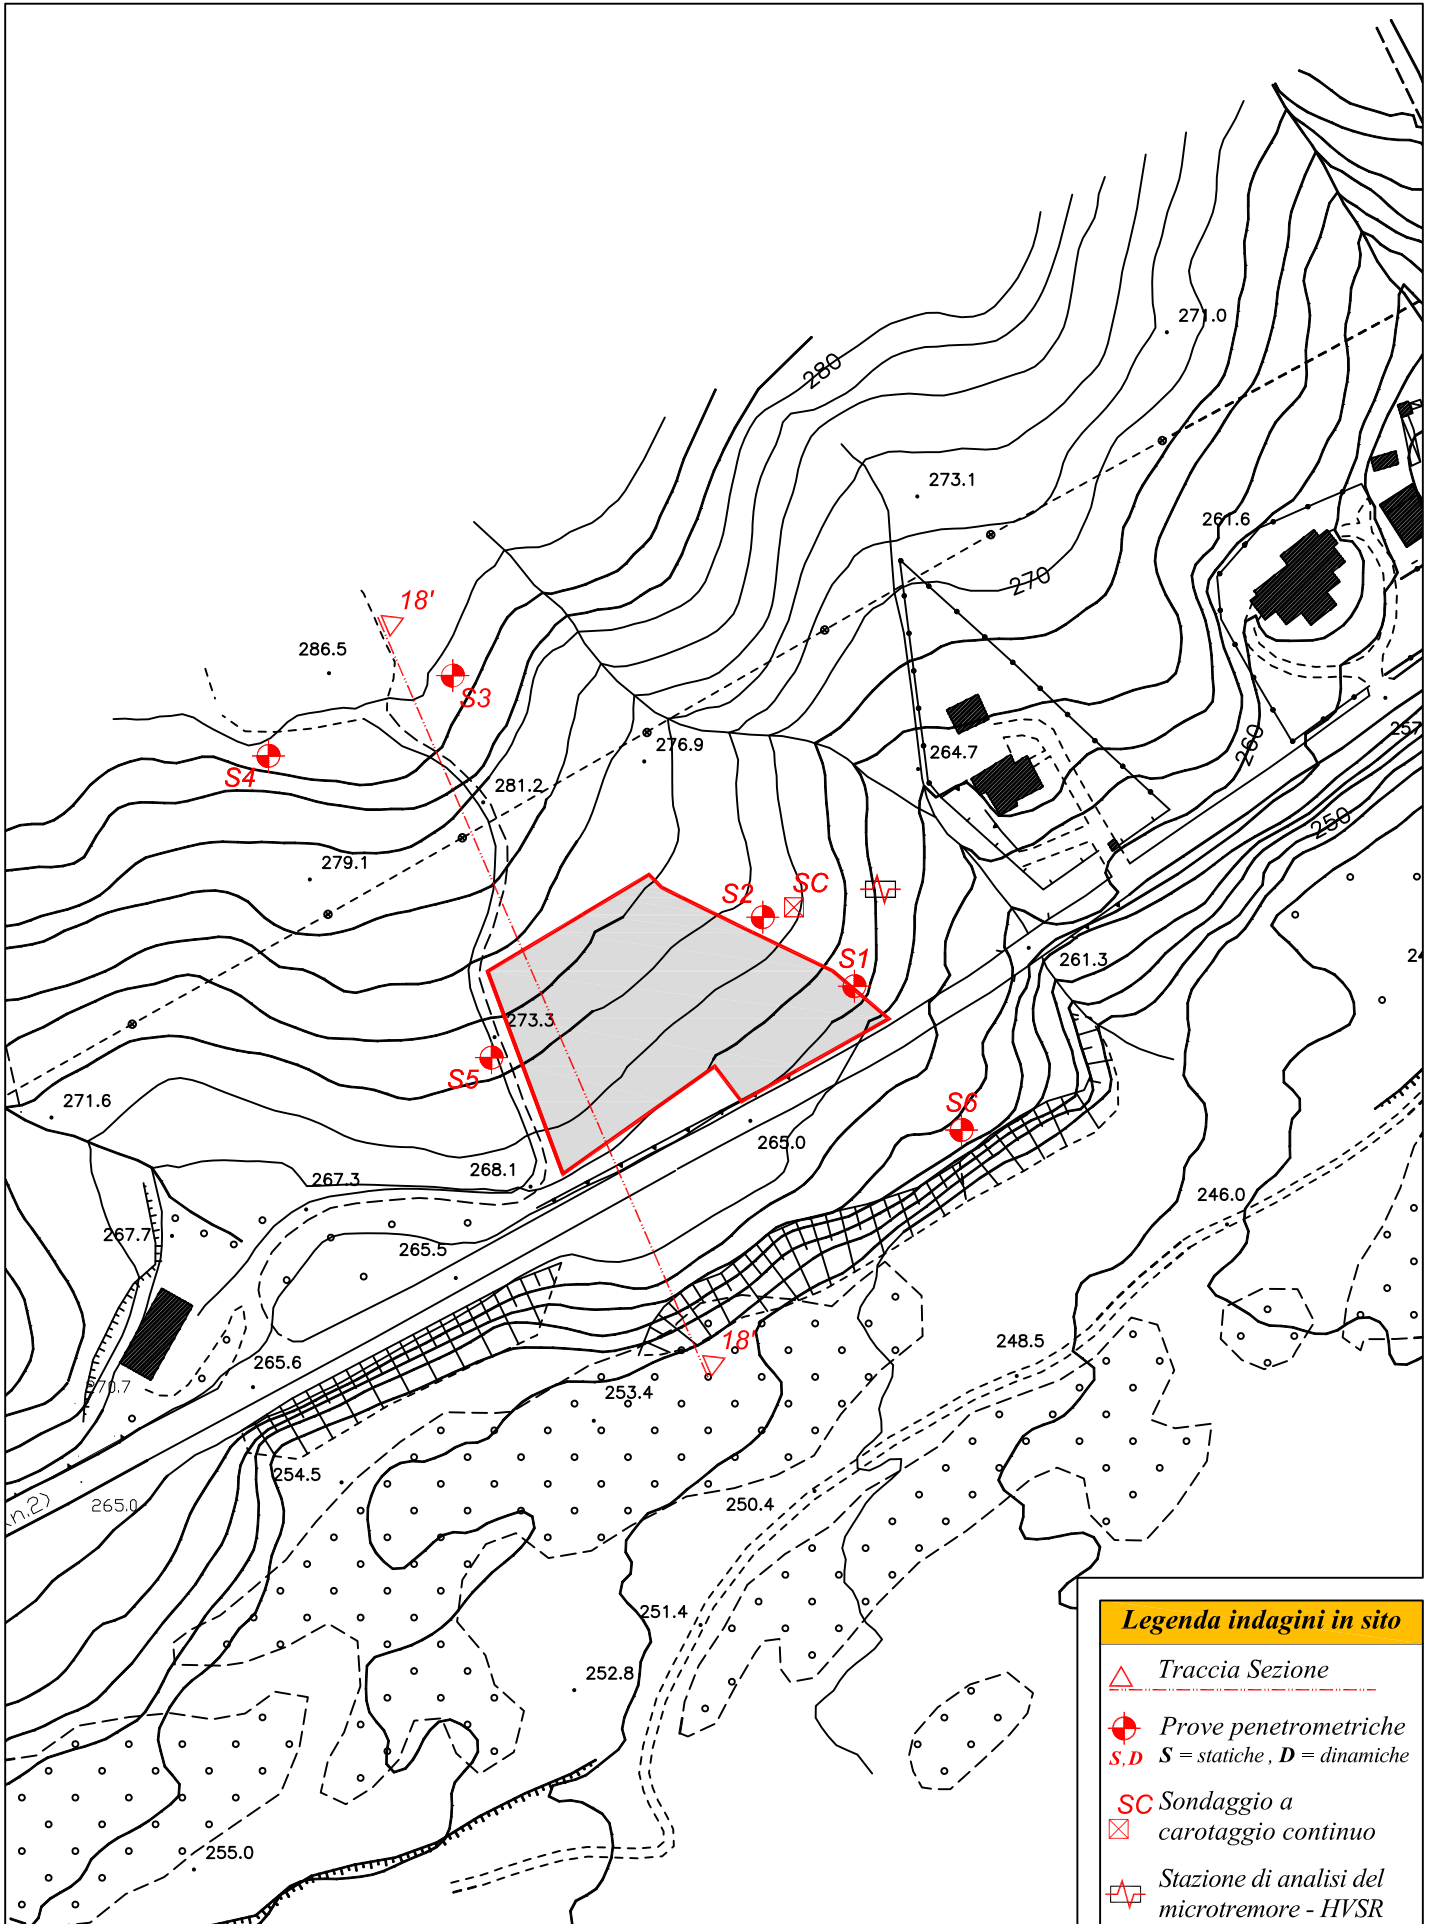 280
271.0
273.1
261.6
270
18'
286.5
S3
276.9
264.7
260
257
S4
281.2
250
279.1
S2
SC
S1
261.3
24
273.3
S5
271.6
S6
265.0
268.1
267.3
246.0
267.7
265.5
18'
248.5
265.6
270.7
253.4
254.5
250.4
265.0
n.2)
251.4
252.8
255.0
Legenda indagini in sito
Traccia Sezione
Prove penetrometriche
S,D S = statiche , D = dinamiche
SC Sondaggio a
carotaggio continuo
Stazione di analisi del
microtremore - HVSR